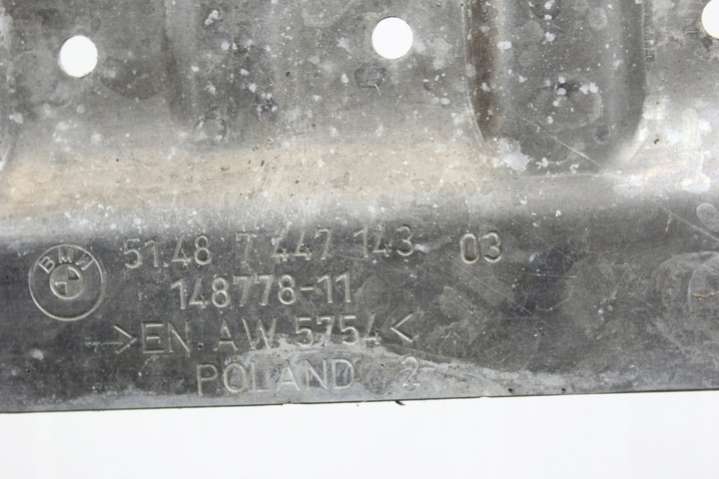 BMW 51.48 7 447 143 03
148778-11
>EN.AW.5754<
POLAND 2